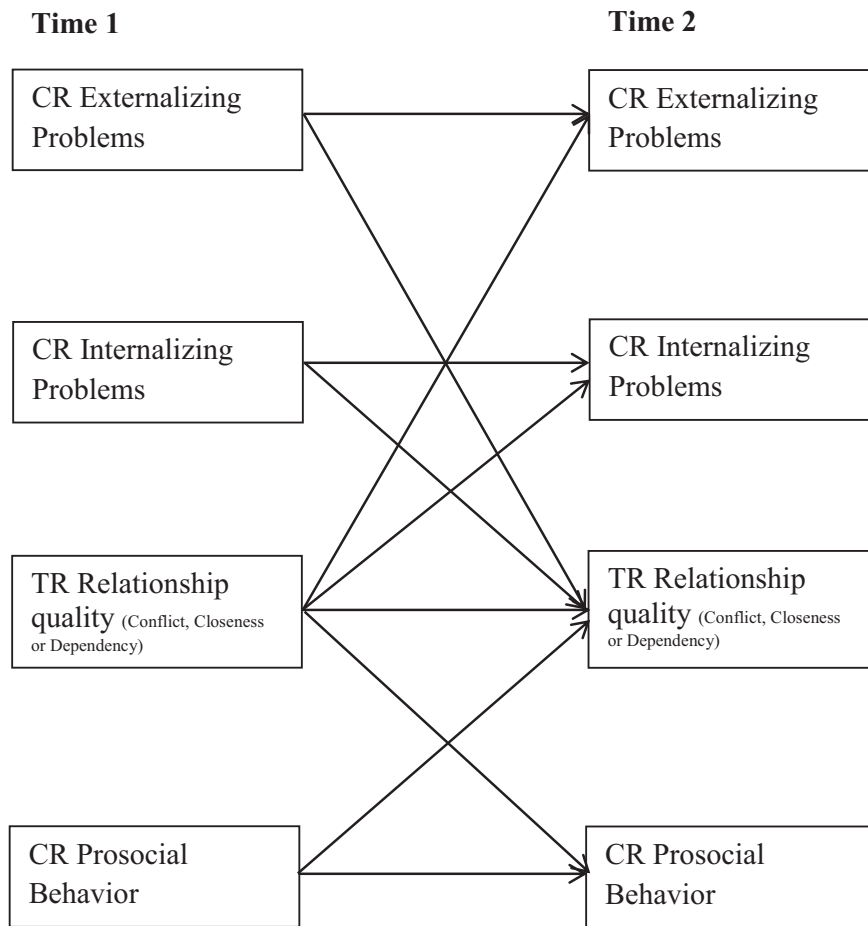 Time 1
Time 2
CR Externalizing
Problems
CR Externalizing
Problems
CR Internalizing
Problems
CR Internalizing
Problems
TR Relationship
quality (Conflict, Closeness
or Dependency)
TR Relationship
quality (Conflict, Closeness
or Dependency)
CR Prosocial
Behavior
CR Prosocial
Behavior